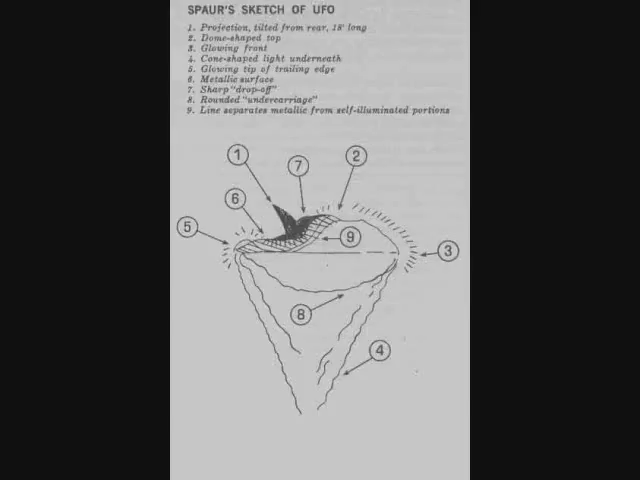 SPAUR'S SKETCH OF UFO
1. Projection, tilted from rear, 18' long
2. Dome-shaped top
3. Glowing front
4. Cone-shaped light underneath
5. Glowing tip of trailing edge
6. Metallic surface
7. Sharp "drop-off"
8. Rounded "undercarriage"
9. Line separates metallic from self-illuminated portions
1
7
2
6
5
9
3
8
4